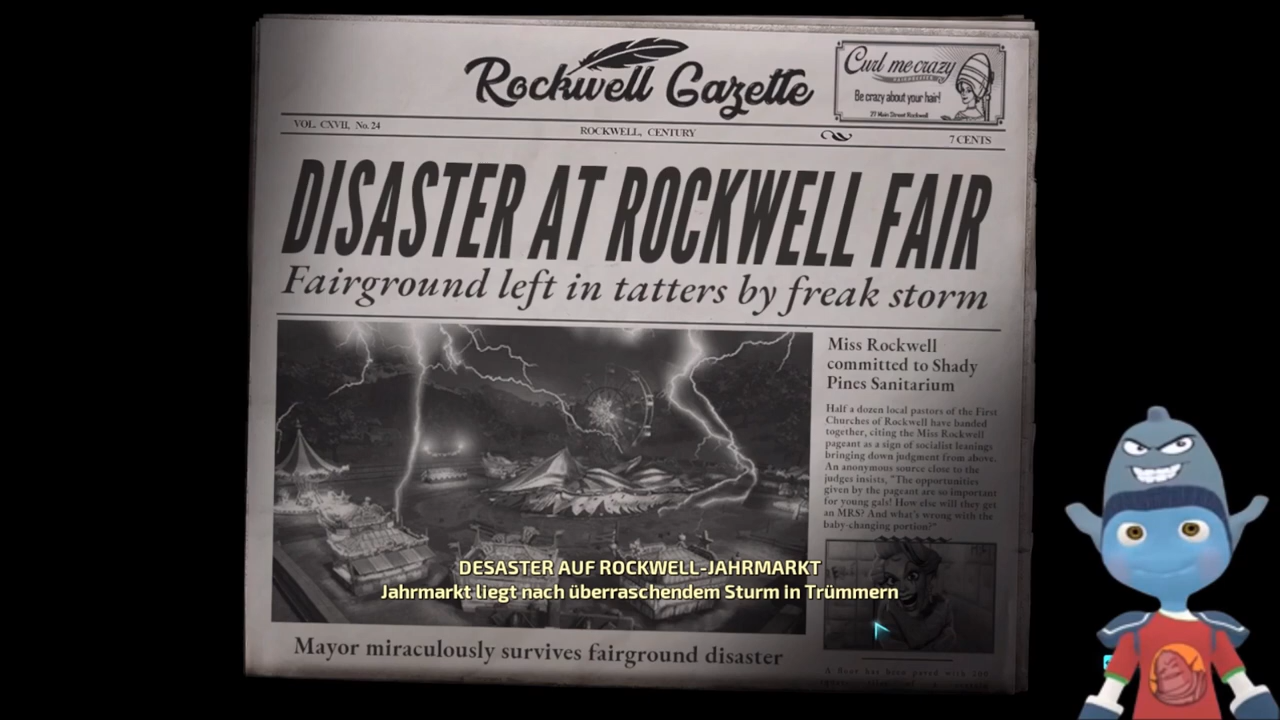 Rockwell Gazette
Curl me crazy
Be crazy about your hair!
27 Main Street Rockwell
VOL. CXVII, No. 24
ROCKWELL, CENTURY
7 CENTS
DISASTER AT ROCKWELL FAIR
Fairground left in tatters by freak storm
Miss Rockwell
committed to Shady
Pines Sanitarium
Half a dozen local pastors of the First
Churches of Rockwell have banded
together, citing the Miss Rockwell
pageant as a sign of socialist leanings
bringing down judgment from above.
An anonymous source close to the
judges insists, "The opportunities
given by the pageant are so important
for young gals! How else will they get
an MRS? And what's wrong with the
baby-changing portion?"
DESASTER AUF ROCKWELL-JAHRMARKT
Jahrmarkt liegt nach überraschendem Sturm in Trümmern
Mayor miraculously survives fairground disaster